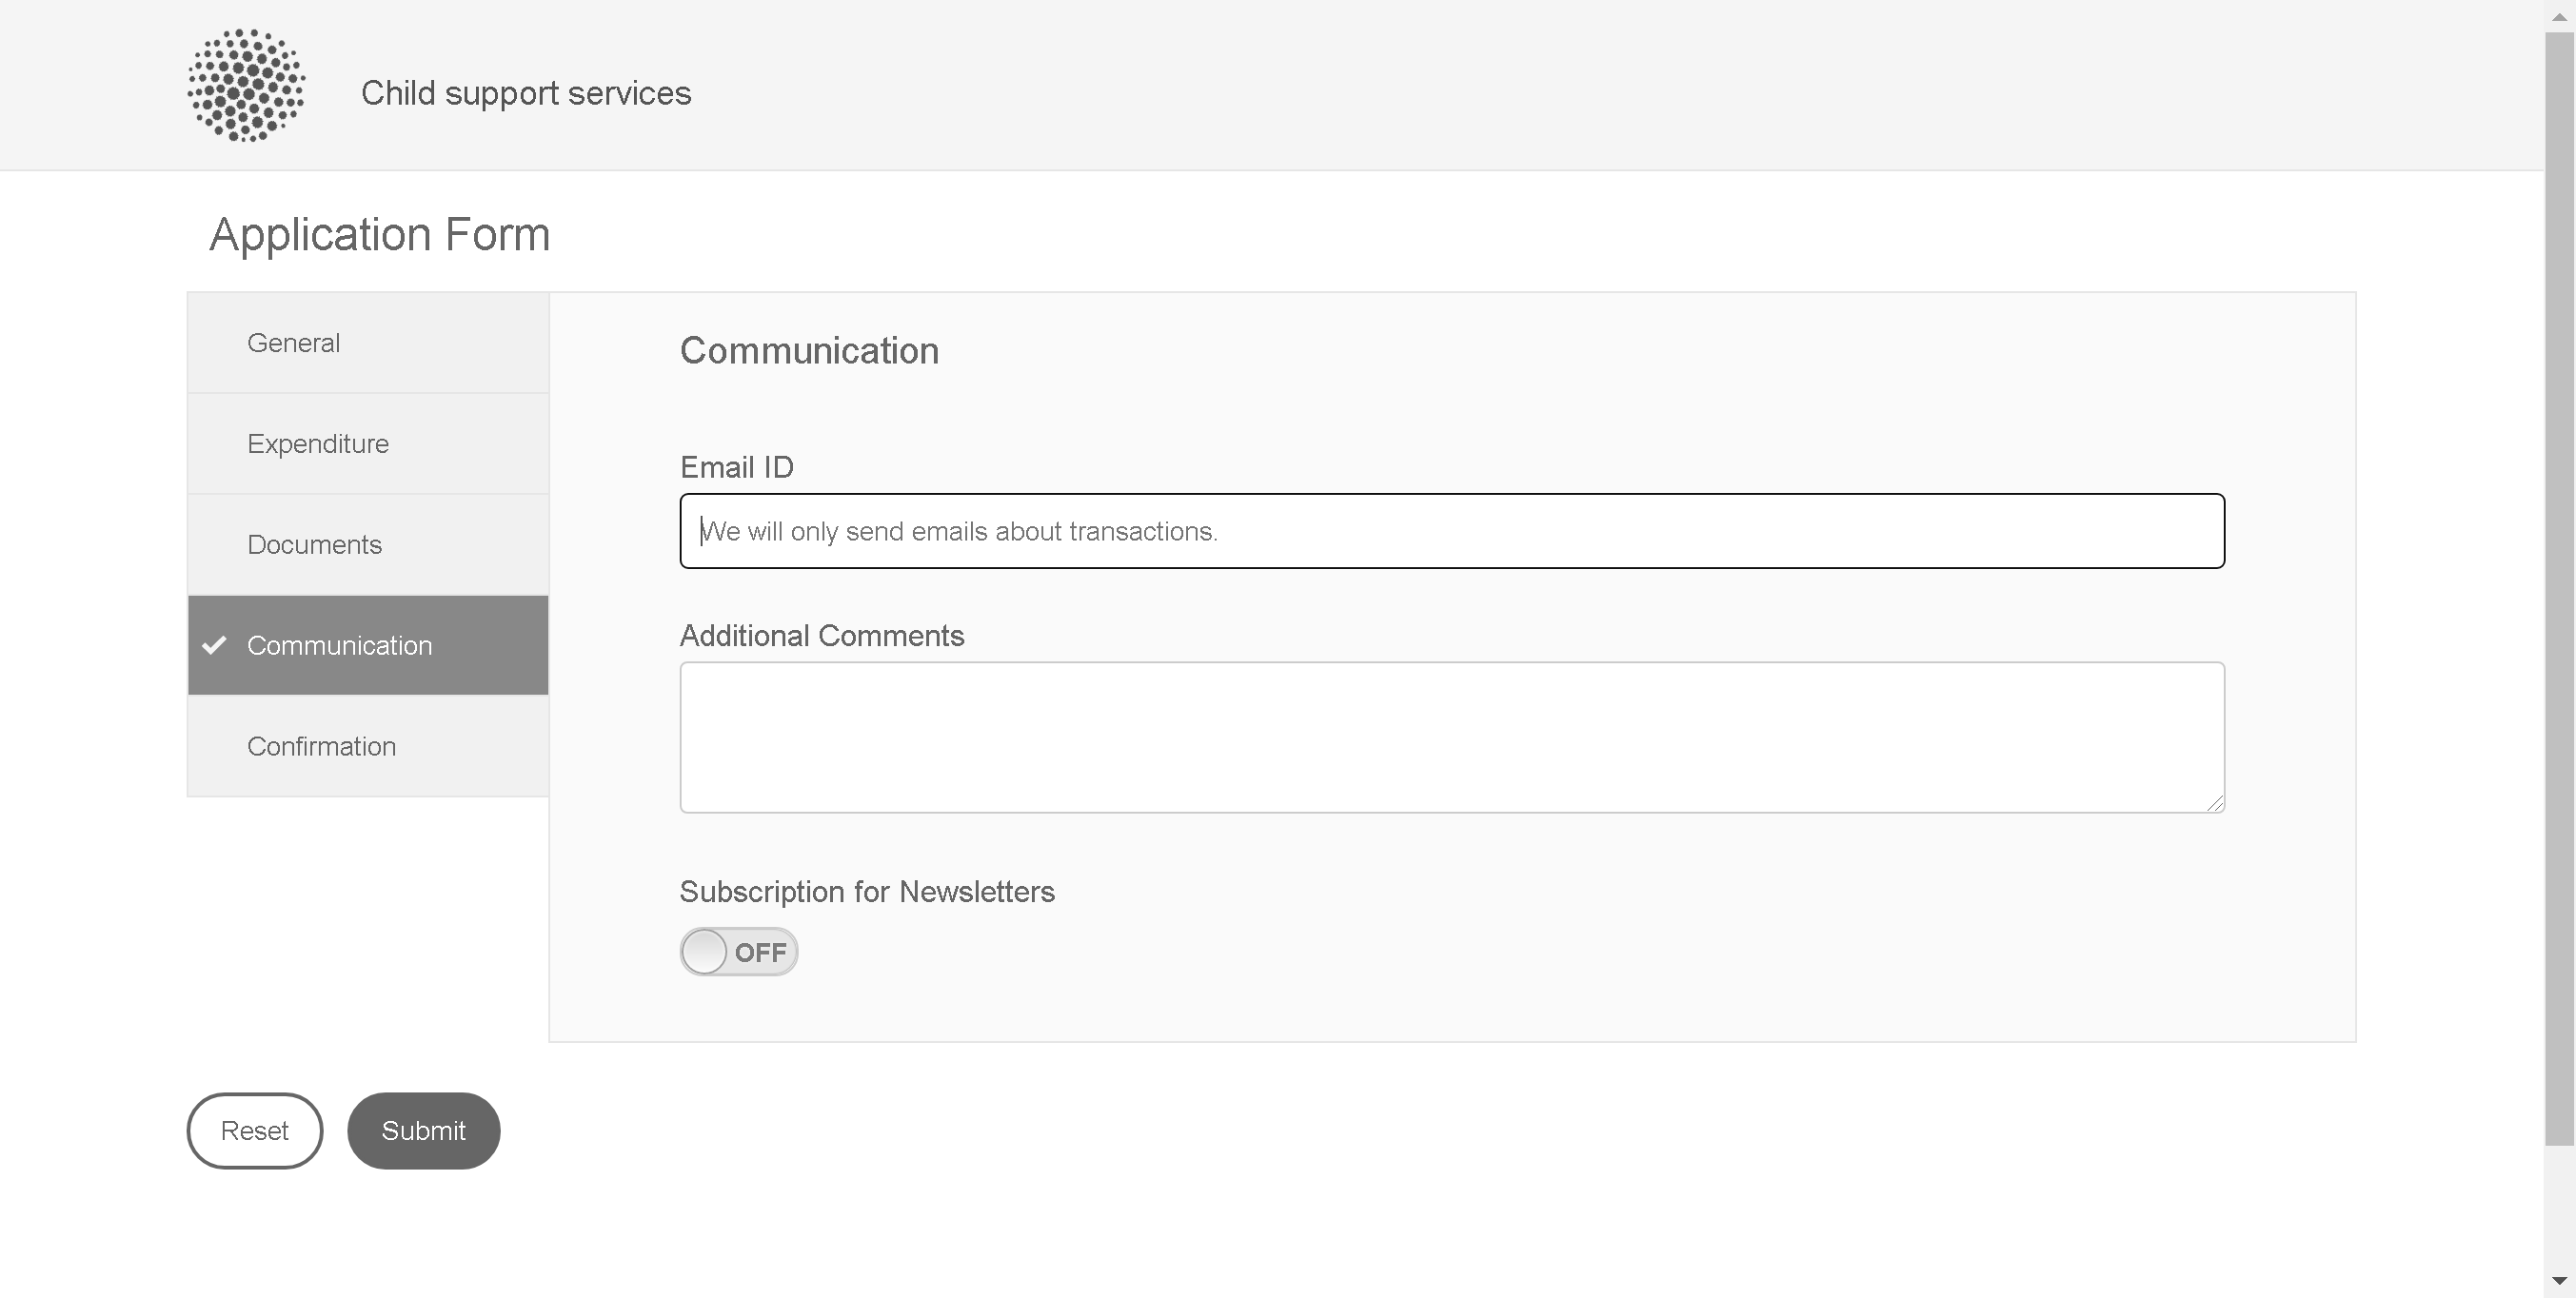 Child support services
Application Form
General
Expenditure
Documents
Communication
Confirmation
Communication
Email ID
We will only send emails about transactions.
Additional Comments
Subscription for Newsletters
OFF
Reset
Submit